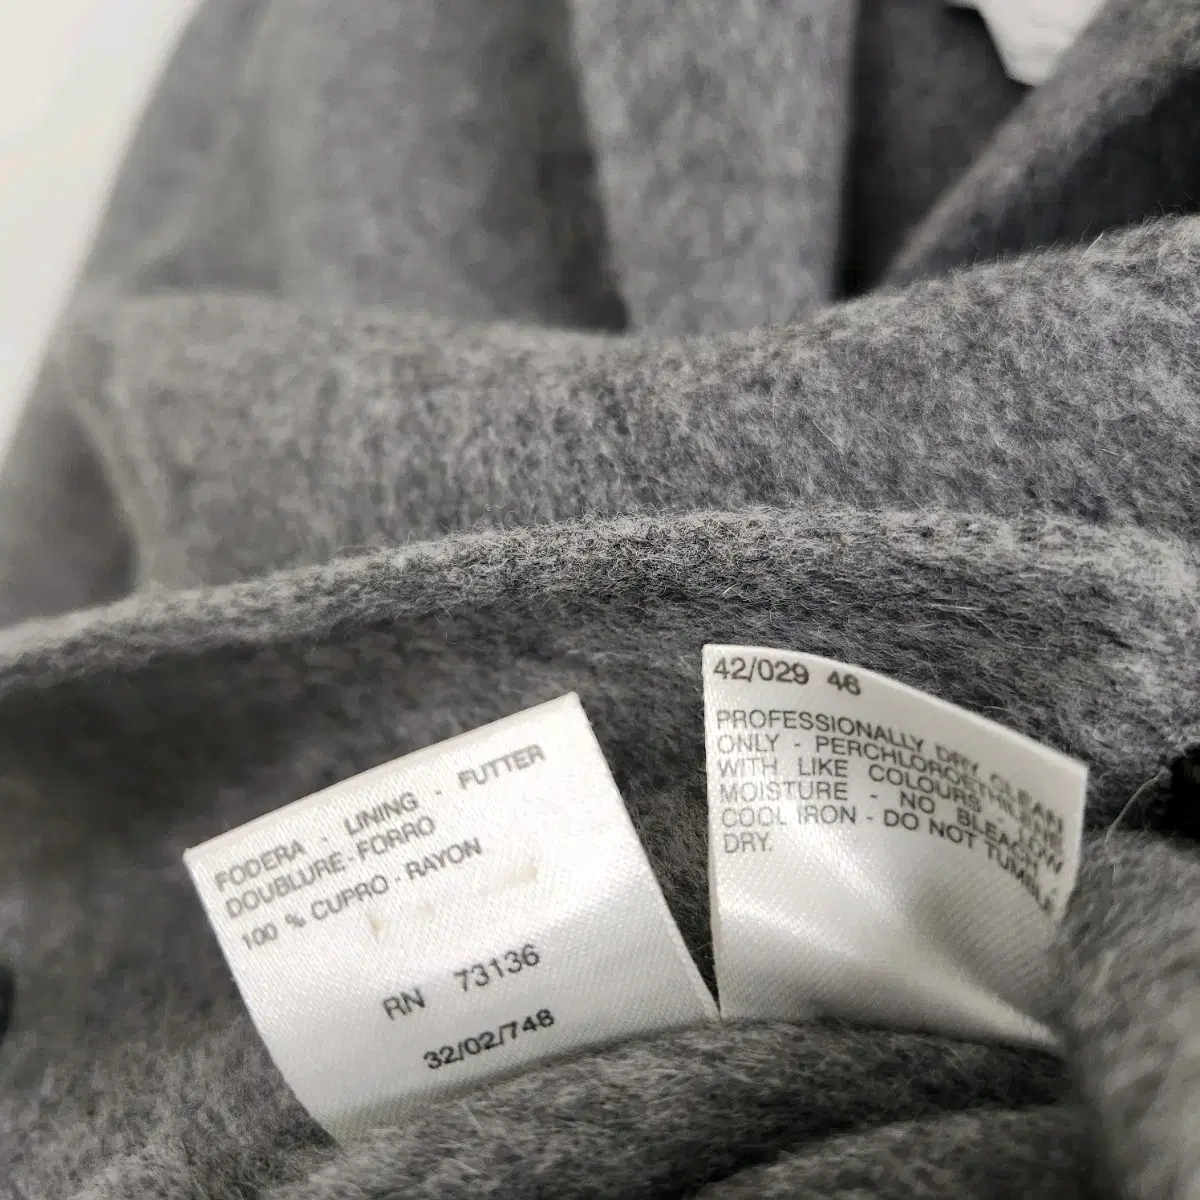 FODERA - LINING - FUTTER
DOUBLURE - FORRO
100 % CUPRO - RAYON
RN 73136
32/02/748
42/029 46
PROFESSIONALLY DRY CLEAN
ONLY - PERCHLOROETHYLENE
WITH LIKE COLOURS - LOW
MOISTURE - NO BLEACH -
COOL IRON - DO NOT TUMBLE
DRY.